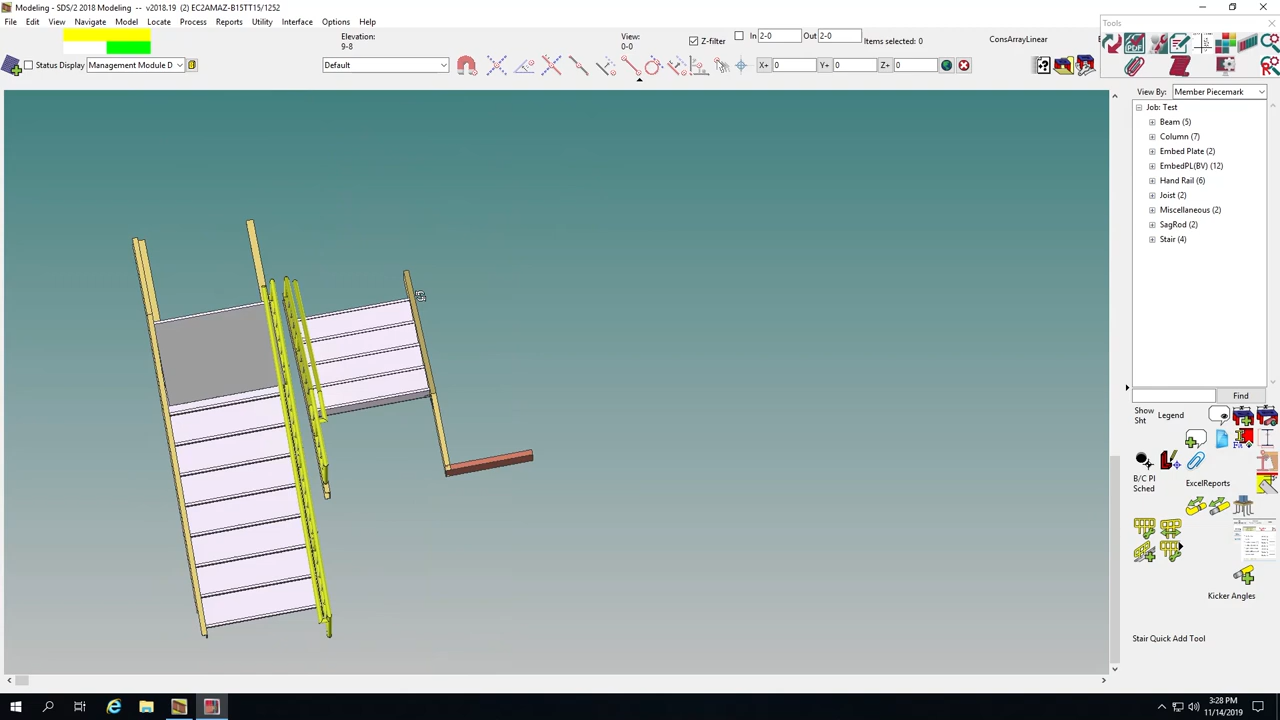 Modeling - SDS/2 2018 Modeling -- v2018.19 (2) EC2AMAZ-B15TT15/1252
File Edit View Navigate Model Locate Process Reports Utility Interface Options Help
Elevation:
9-8
View:
0-0
Z-filter
In 2-0 Out 2-0
Items selected: 0
ConsArrayLinear
Tools
PDF
Status Display
Management Module D
Default
X+ 0 Y+ 0 Z+ 0
View By: Member Piecemark
Job: Test
Beam (5)
Column (7)
Embed Plate (2)
EmbedPL(BV) (12)
Hand Rail (6)
Joist (2)
Miscellaneous (2)
SagRod (2)
Stair (4)
Find
Show
Sht
Legend
B/C Pl
Sched
ExcelReports
Kicker Angles
Stair Quick Add Tool
3:28 PM
11/14/2019